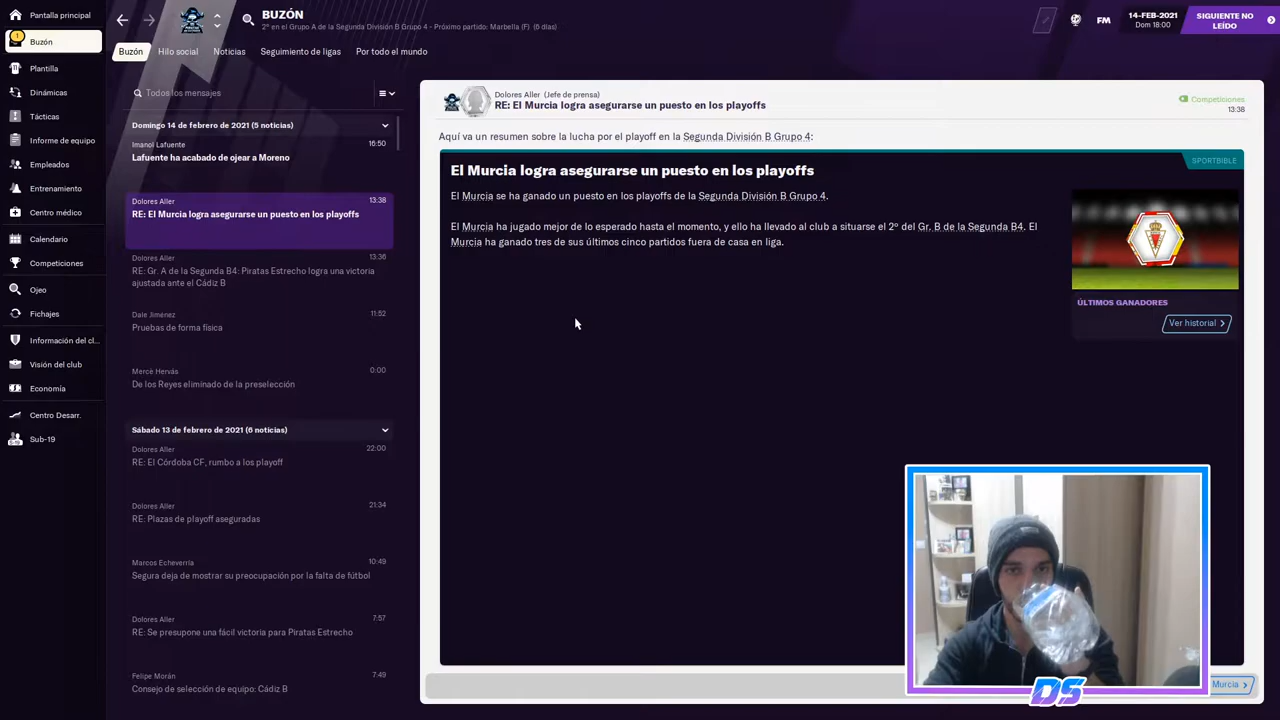 Pantalla principal
Buzón
1
Plantilla
Dinámicas
Tácticas
Informe de equipo
Empleados
Entrenamiento
Centro médico
Calendario
Competiciones
Ojeo
Fichajes
Información del cl...
Visión del club
Economía
Centro Desarr.
Sub-19
BUZÓN
2º en el Grupo A de la Segunda División B Grupo 4 - Próximo partido: Marbella (F) (6 días)
FM
14-FEB-2021
Dom 18:00
SIGUIENTE NO
LEÍDO
Buzón
Hilo social
Noticias
Seguimiento de ligas
Por todo el mundo
Todos los mensajes
Domingo 14 de febrero de 2021 (5 noticias)
Imanol Lafuente 16:50
Lafuente ha acabado de ojear a Moreno
Dolores Aller 13:38
RE: El Murcia logra asegurarse un puesto en los playoffs
Dolores Aller 13:36
RE: Gr. A de la Segunda B4: Piratas Estrecho logra una victoria
ajustada ante el Cádiz B
Dale Jiménez 11:52
Pruebas de forma física
Mercè Hervás 0:00
De los Reyes eliminado de la preselección
Sábado 13 de febrero de 2021 (6 noticias)
Dolores Aller 22:00
RE: El Córdoba CF, rumbo a los playoff
Dolores Aller 21:34
RE: Plazas de playoff aseguradas
Marcos Echeverría 10:49
Segura deja de mostrar su preocupación por la falta de fútbol
Dolores Aller 7:57
RE: Se presupone una fácil victoria para Piratas Estrecho
Felipe Morán 7:49
Consejo de selección de equipo: Cádiz B
Dolores Aller (Jefe de prensa)
RE: El Murcia logra asegurarse un puesto en los playoffs
Competiciones
13:38
Aquí va un resumen sobre la lucha por el playoff en la Segunda División B Grupo 4:
SPORTBIBLE
El Murcia logra asegurarse un puesto en los playoffs
El Murcia se ha ganado un puesto en los playoffs de la Segunda División B Grupo 4.
El Murcia ha jugado mejor de lo esperado hasta el momento, y ello ha llevado al club a situarse el 2º del Gr. B de la Segunda B4. El
Murcia ha ganado tres de sus últimos cinco partidos fuera de casa en liga.
ÚLTIMOS GANADORES
Ver historial
Murcia
DS